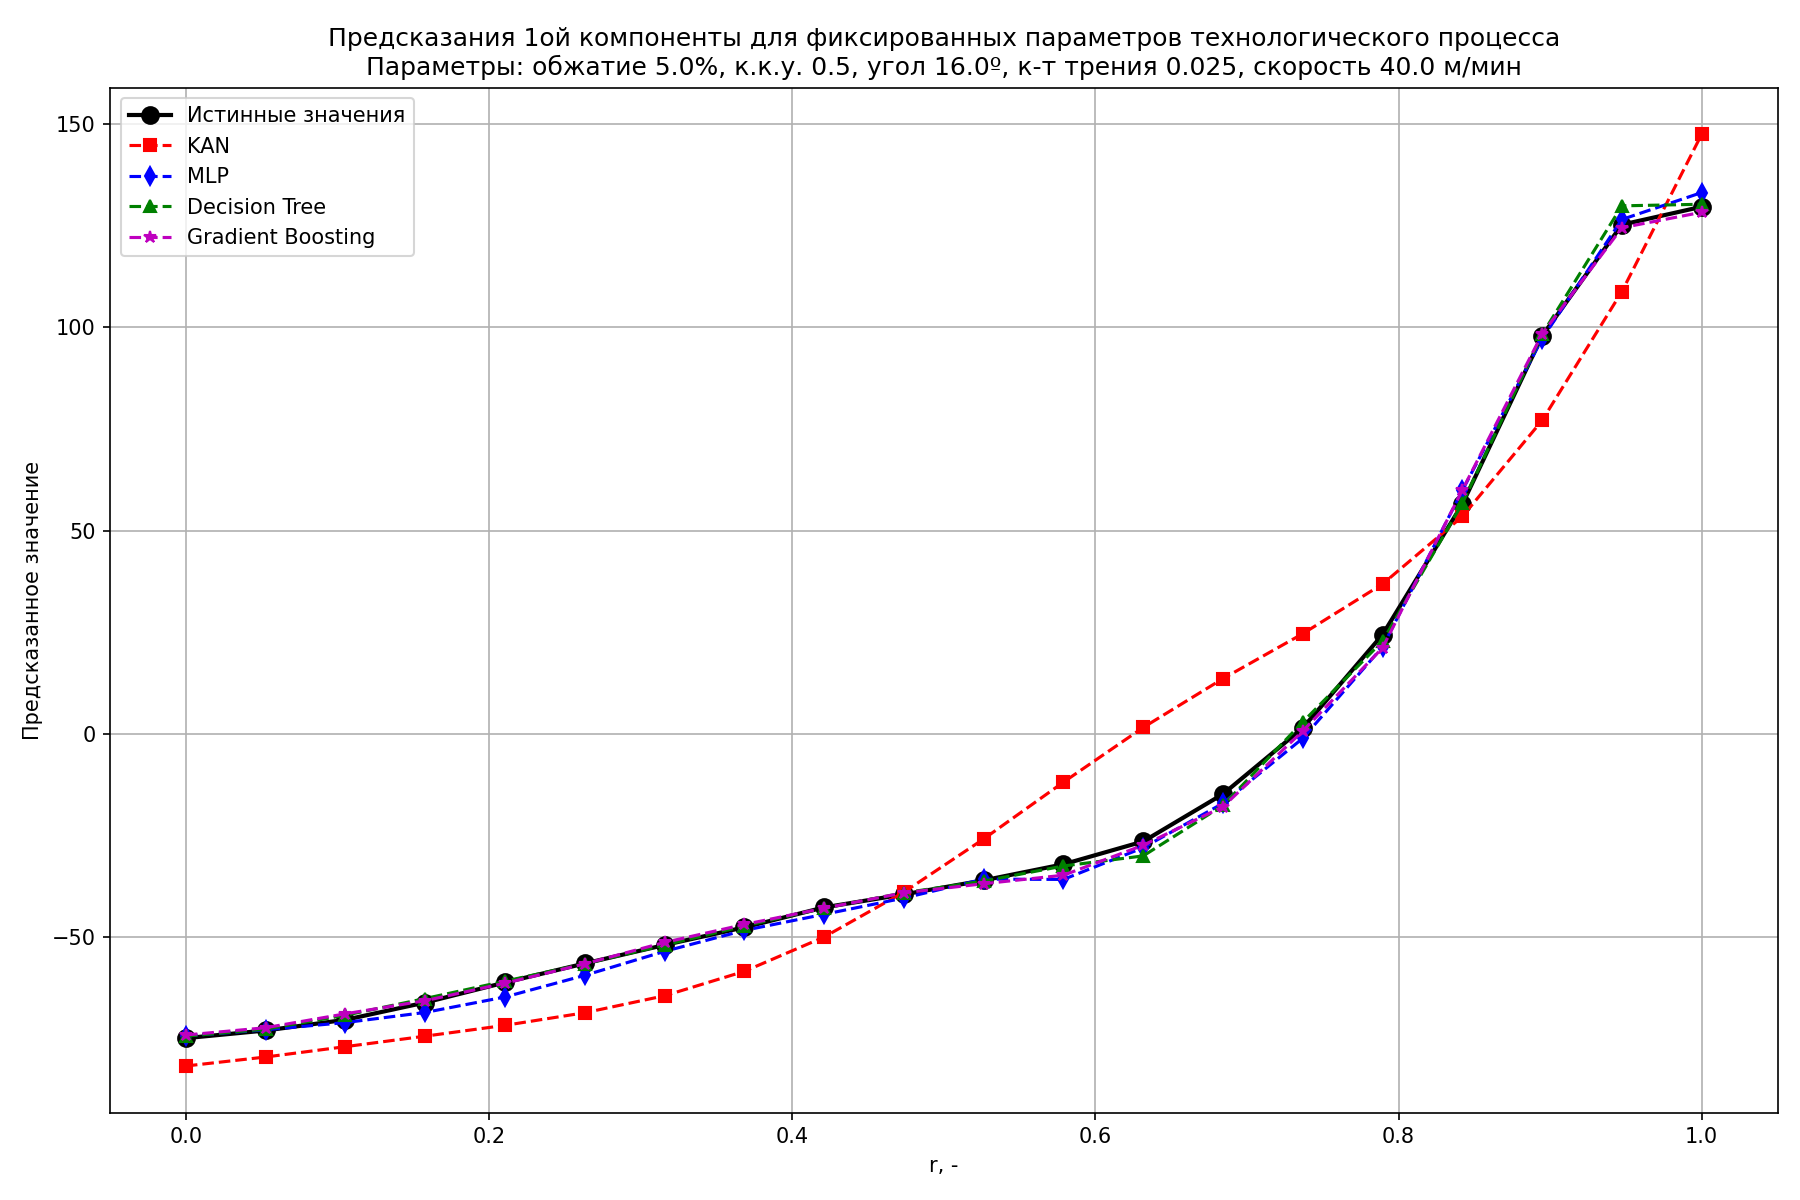 Предсказания 1ой компоненты для фиксированных параметров технологического процесса
Параметры: обжатие 5.0%, к.к.у. 0.5, угол 16.0º, к-т трения 0.025, скорость 40.0 м/мин
Истинные значения
KAN
MLP
Decision Tree
Gradient Boosting
Предсказанное значение
150
100
50
0
−50
0.0
0.2
0.4
0.6
0.8
1.0
r, -